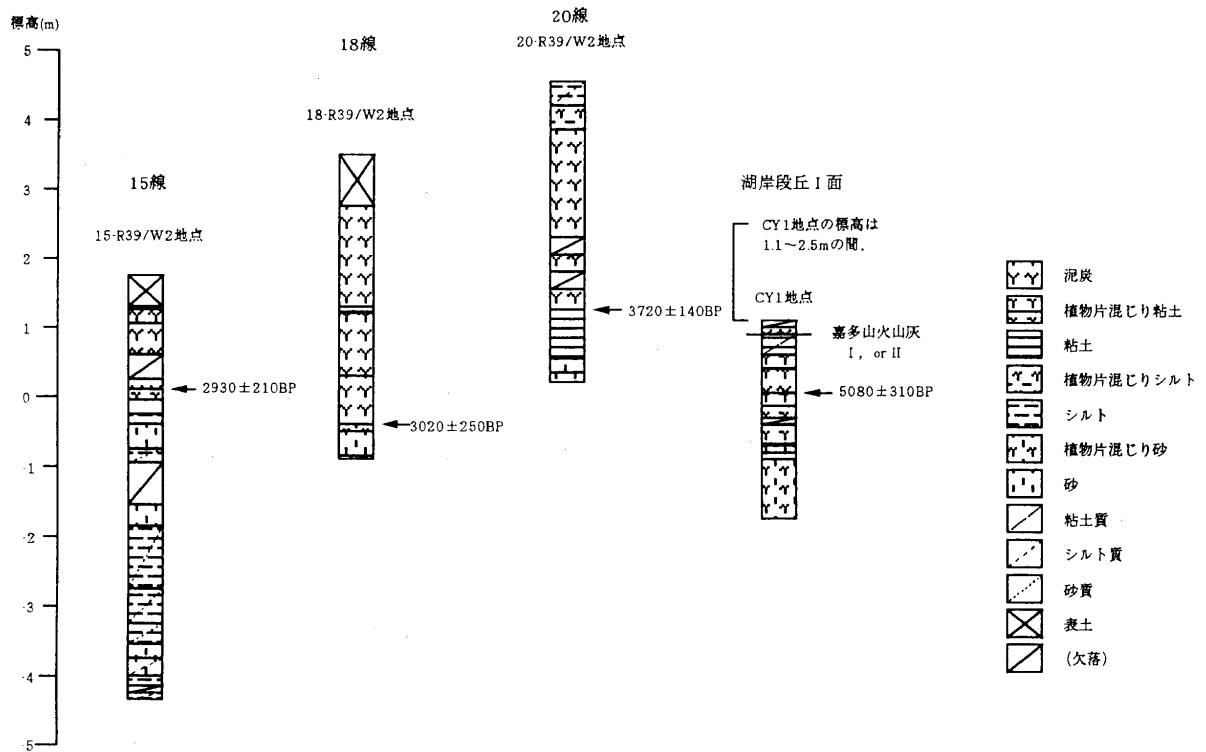 標高(m)
5
4
3
2
1
0
-1
-2
-3
-4
-5
15線
15-R39/W2地点
2930±210BP
18線
18-R39/W2地点
3020±250BP
20線
20-R39/W2地点
3720±140BP
湖岸段丘Ⅰ面
CY1地点の標高は
1.1〜2.5mの間.
CY1地点
嘉多山火山灰
Ⅰ, or Ⅱ
5080±310BP
泥炭
植物片混じり粘土
粘土
植物片混じりシルト
シルト
植物片混じり砂
砂
粘土質
シルト質
砂質
表土
(欠落)